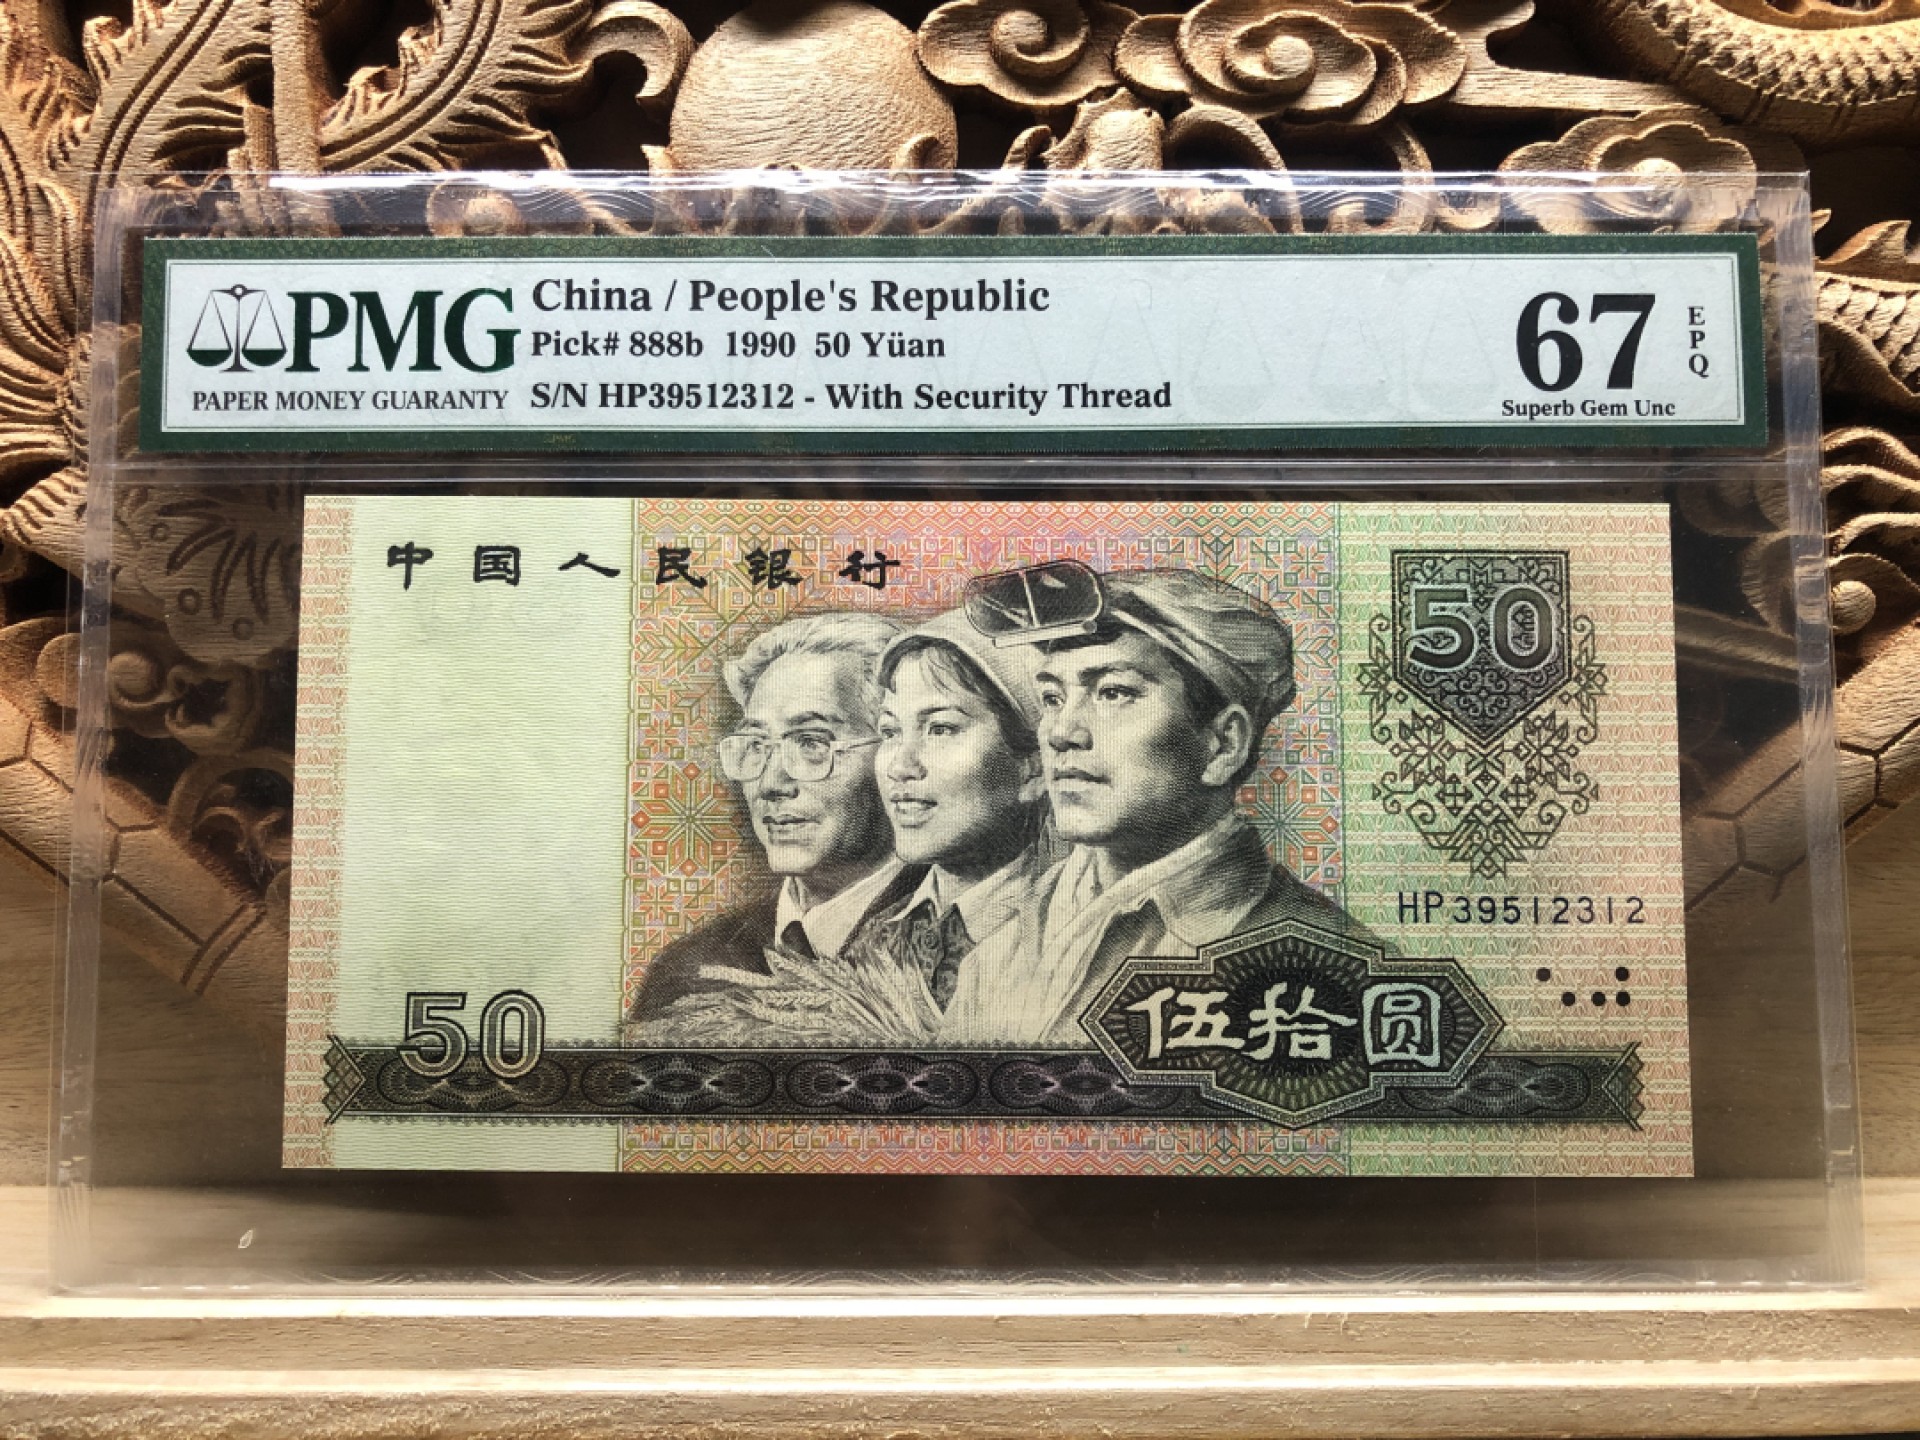 PMG
PAPER MONEY GUARANTY
China / People's Republic
Pick# 888b 1990 50 Yüan
S/N HP39512312 - With Security Thread
67
EPQ
Superb Gem Unc
中国人民银行
50
HP39512312
50
伍拾圆